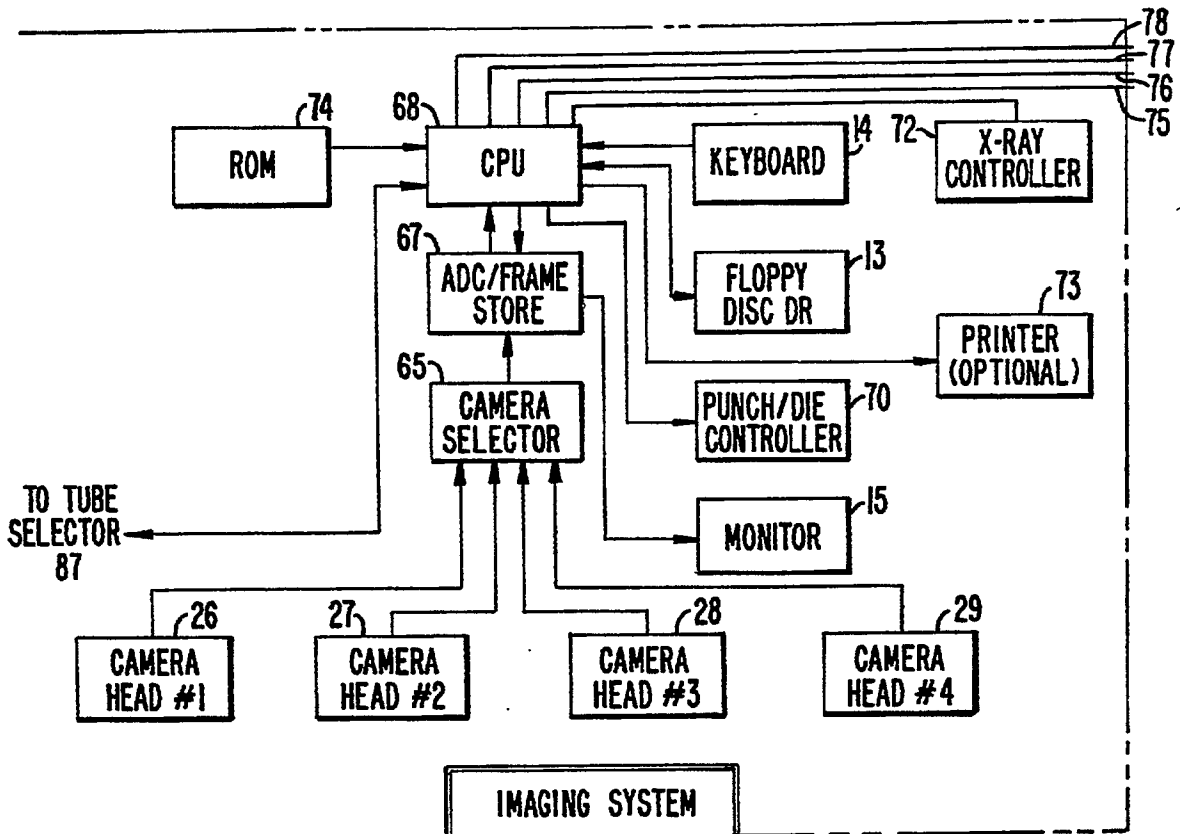 78
77
76
75
74
ROM
68
CPU
14
KEYBOARD
72
X-RAY
CONTROLLER
67
ADC/FRAME
STORE
13
FLOPPY
DISC DR
73
PRINTER
(OPTIONAL)
65
CAMERA
SELECTOR
70
PUNCH/DIE
CONTROLLER
TO TUBE
SELECTOR
87
15
MONITOR
26
CAMERA
HEAD #1
27
CAMERA
HEAD #2
28
CAMERA
HEAD #3
29
CAMERA
HEAD #4
IMAGING SYSTEM